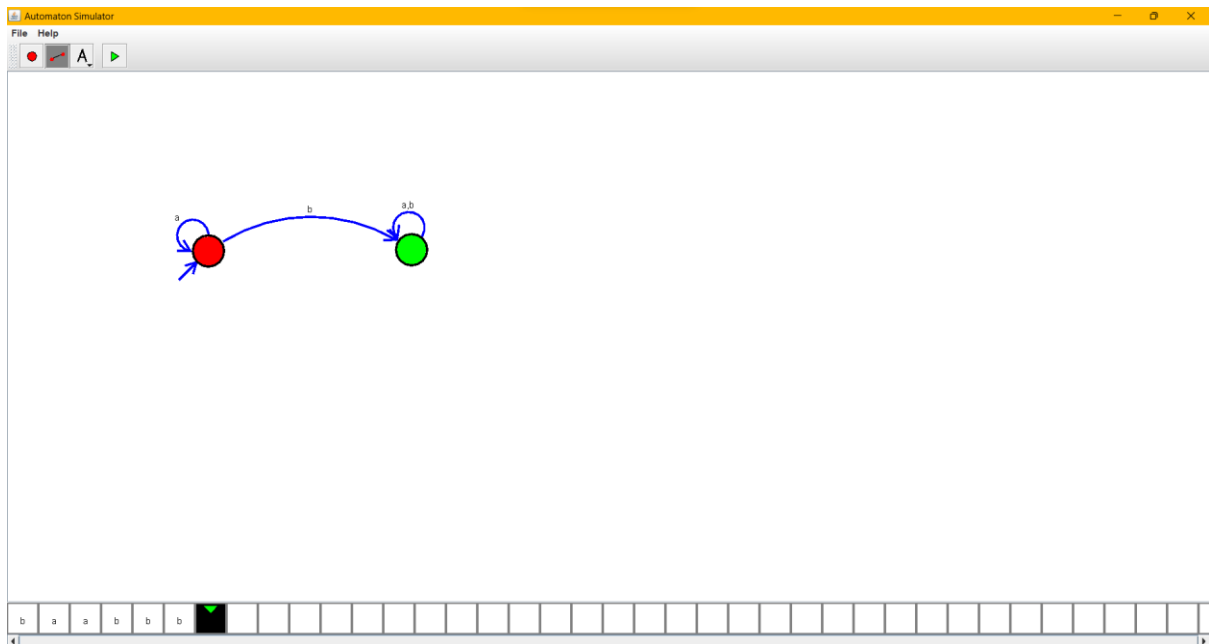 Automaton Simulator
File Help
A
a
b
a,b
b a a b b b